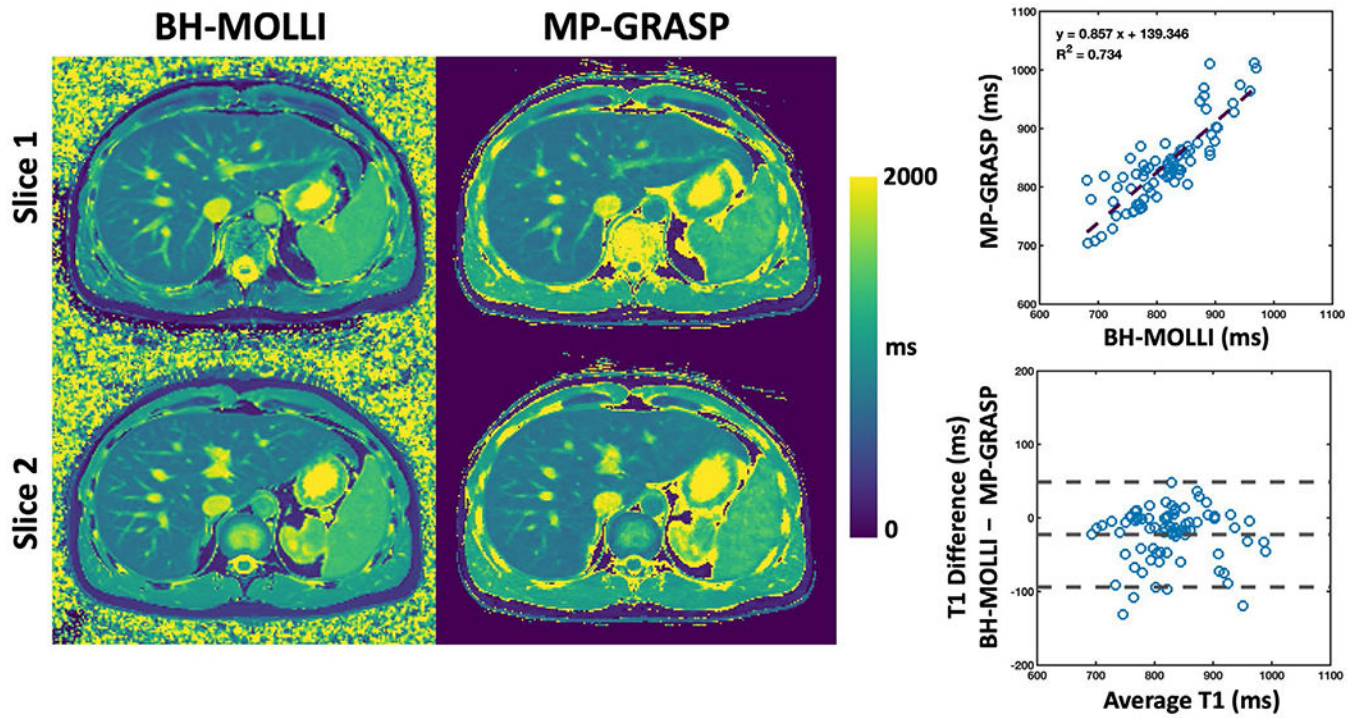 BH-MOLLI
MP-GRASP
Slice 1
Slice 2
2000
ms
0
y = 0.857 x + 139.346
R² = 0.734
MP-GRASP (ms)
1100
1000
900
800
700
600
600 700 800 900 1000 1100
BH-MOLLI (ms)
T1 Difference (ms)
BH-MOLLI – MP-GRASP
200
100
0
-100
-200
600 700 800 900 1000 1100
Average T1 (ms)